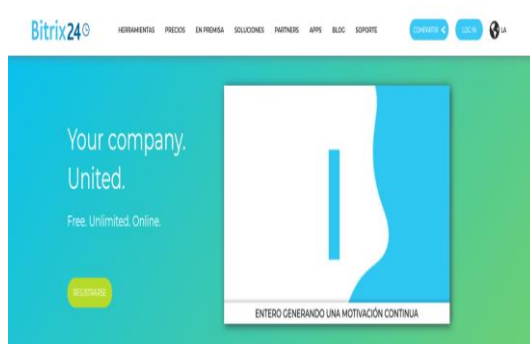 Bitrix24
HERRAMIENTAS PRECIOS EN PREMISA SOLUCIONES PARTNERS APPS BLOG SOPORTE COMPARTIR LOG IN LA
Your company.
United.
Free. Unlimited. Online.
REGISTRARSE
ENTERO GENERANDO UNA MOTIVACIÓN CONTINUA